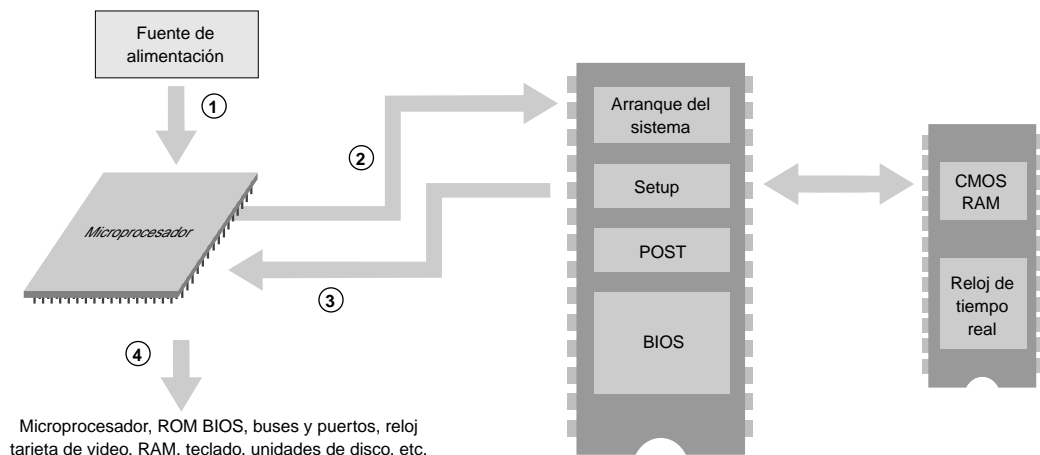 Fuente de
alimentación
1
2
Microprocesador
3
4
Microprocesador, ROM BIOS, buses y puertos, reloj
tarjeta de video, RAM, teclado, unidades de disco, etc.
Arranque del
sistema
Setup
POST
BIOS
CMOS
RAM
Reloj de
tiempo
real